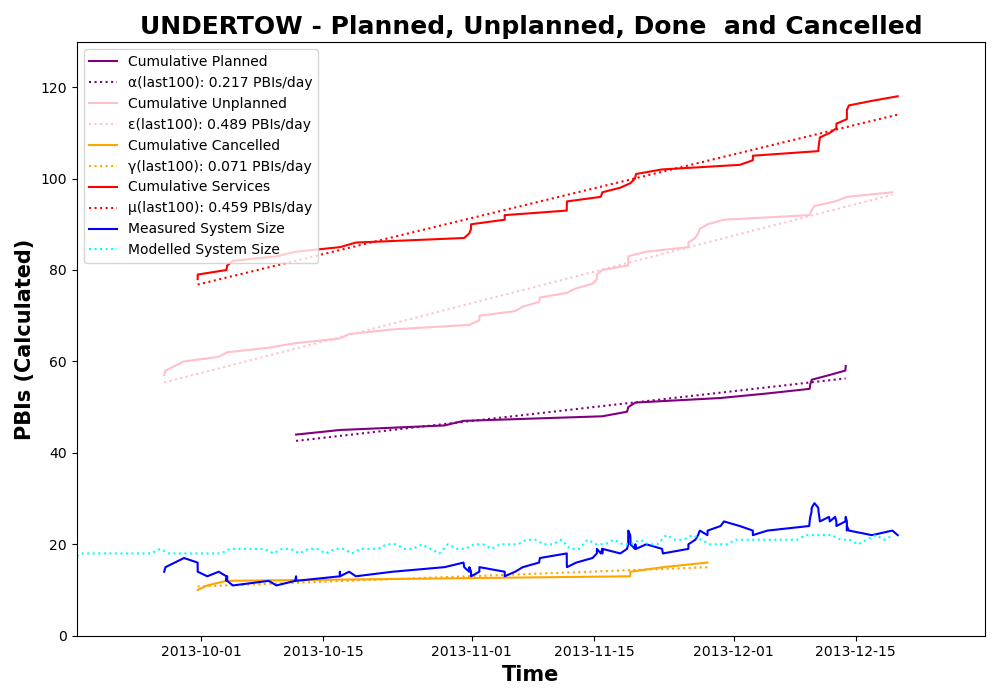 UNDERTOW - Planned, Unplanned, Done  and Cancelled
Cumulative Planned
α(last100): 0.217 PBIs/day
Cumulative Unplanned
ε(last100): 0.489 PBIs/day
Cumulative Cancelled
γ(last100): 0.071 PBIs/day
Cumulative Services
μ(last100): 0.459 PBIs/day
Measured System Size
Modelled System Size
PBIs (Calculated)
120
100
80
60
40
20
0
2013-10-01 2013-10-15 2013-11-01 2013-11-15 2013-12-01 2013-12-15
Time